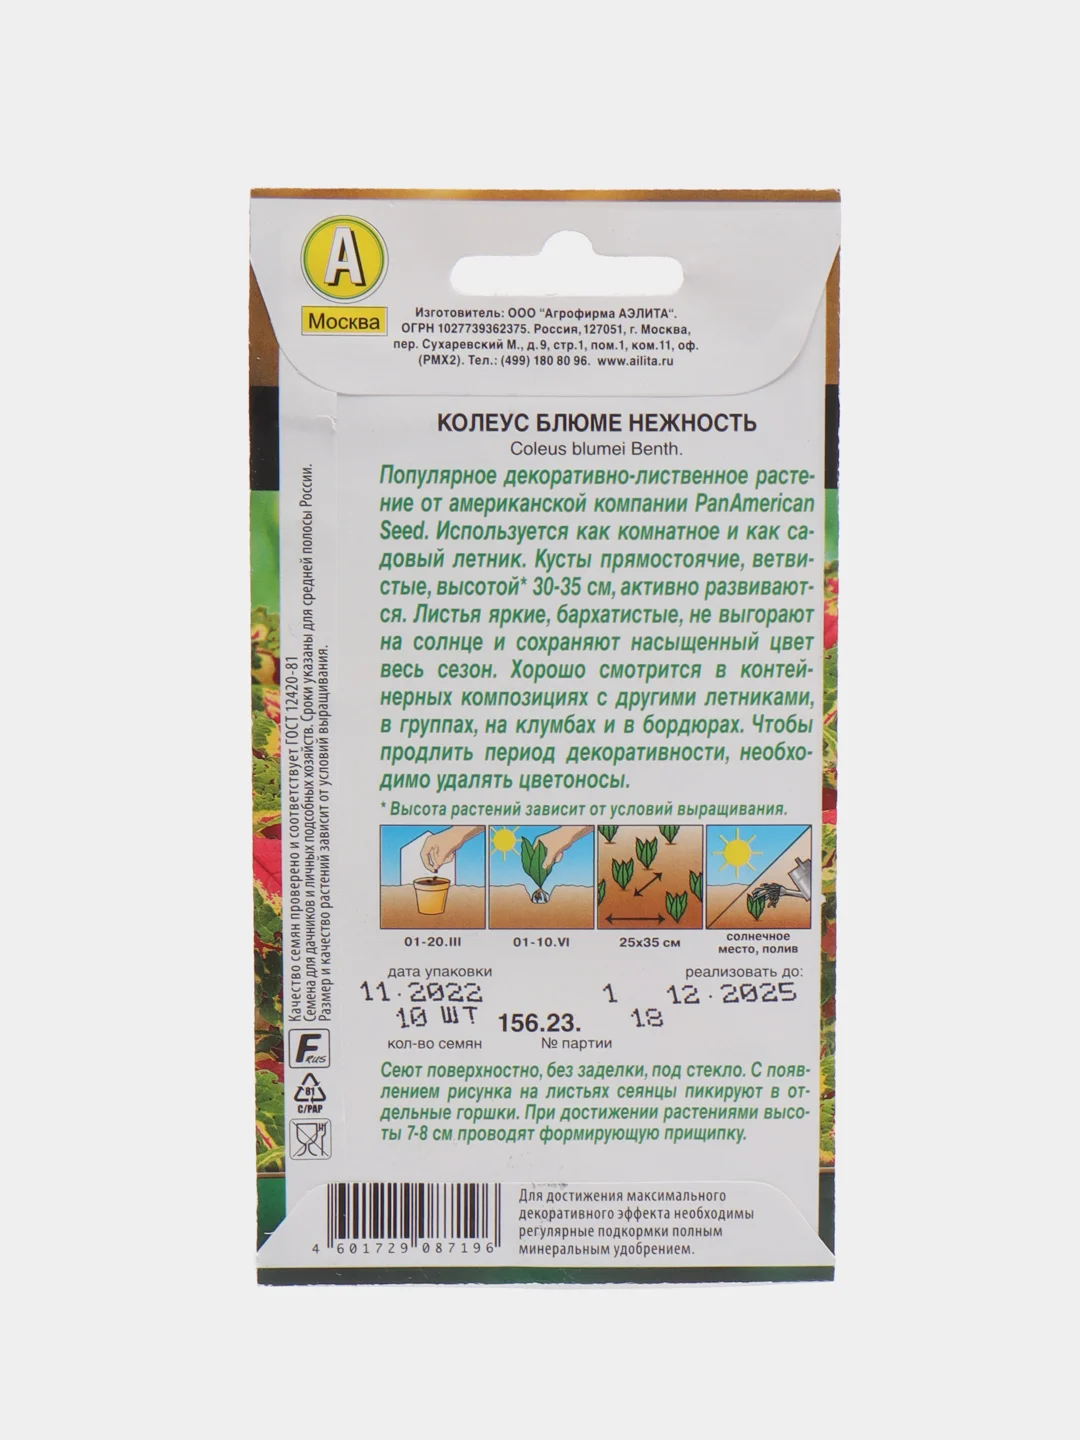 А
Москва
Изготовитель: ООО "Агрофирма АЭЛИТА".
ОГРН 1027739362375. Россия, 127051, г. Москва,
пер. Сухаревский М., д.9, стр.1, пом.1, ком.11, оф.
(РМХ2). Тел.: (499) 180 80 96. www.ailita.ru
КОЛЕУС БЛЮМЕ НЕЖНОСТЬ
Coleus blumei Benth.
Популярное декоративно-лиственное расте-
ние от американской компании PanAmerican
Seed. Используется как комнатное и как са-
довый летник. Кусты прямостоячие, ветви-
стые, высотой* 30-35 см, активно развивают-
ся. Листья яркие, бархатистые, не выгорают
на солнце и сохраняют насыщенный цвет
весь сезон. Хорошо смотрится в контей-
нерных композициях с другими летниками,
в группах, на клумбах и в бордюрах. Чтобы
продлить период декоративности, необхо-
димо удалять цветоносы.
* Высота растений зависит от условий выращивания.
01-20.III
01-10.VI
25x35 см
солнечное
место, полив
дата упаковки
реализовать до:
11.2022
1
12.2025
10 ШТ
156.23.
18
кол-во семян
№ партии
Сеют поверхностно, без заделки, под стекло. С появ-
лением рисунка на листьях сеянцы пикируют в от-
дельные горшки. При достижении растениями высо-
ты 7-8 см проводят формирующую прищипку.
Качество семян проверено и соответствует ГОСТ 12420-81
Семена для дачников и личных подсобных хозяйств. Сроки указаны для средней полосы России.
Размер и качество растений зависит от условий выращивания.
F RUS
81
C/PAP
4 601729 087196
Для достижения максимального
декоративного эффекта необходимы
регулярные подкормки полным
минеральным удобрением.